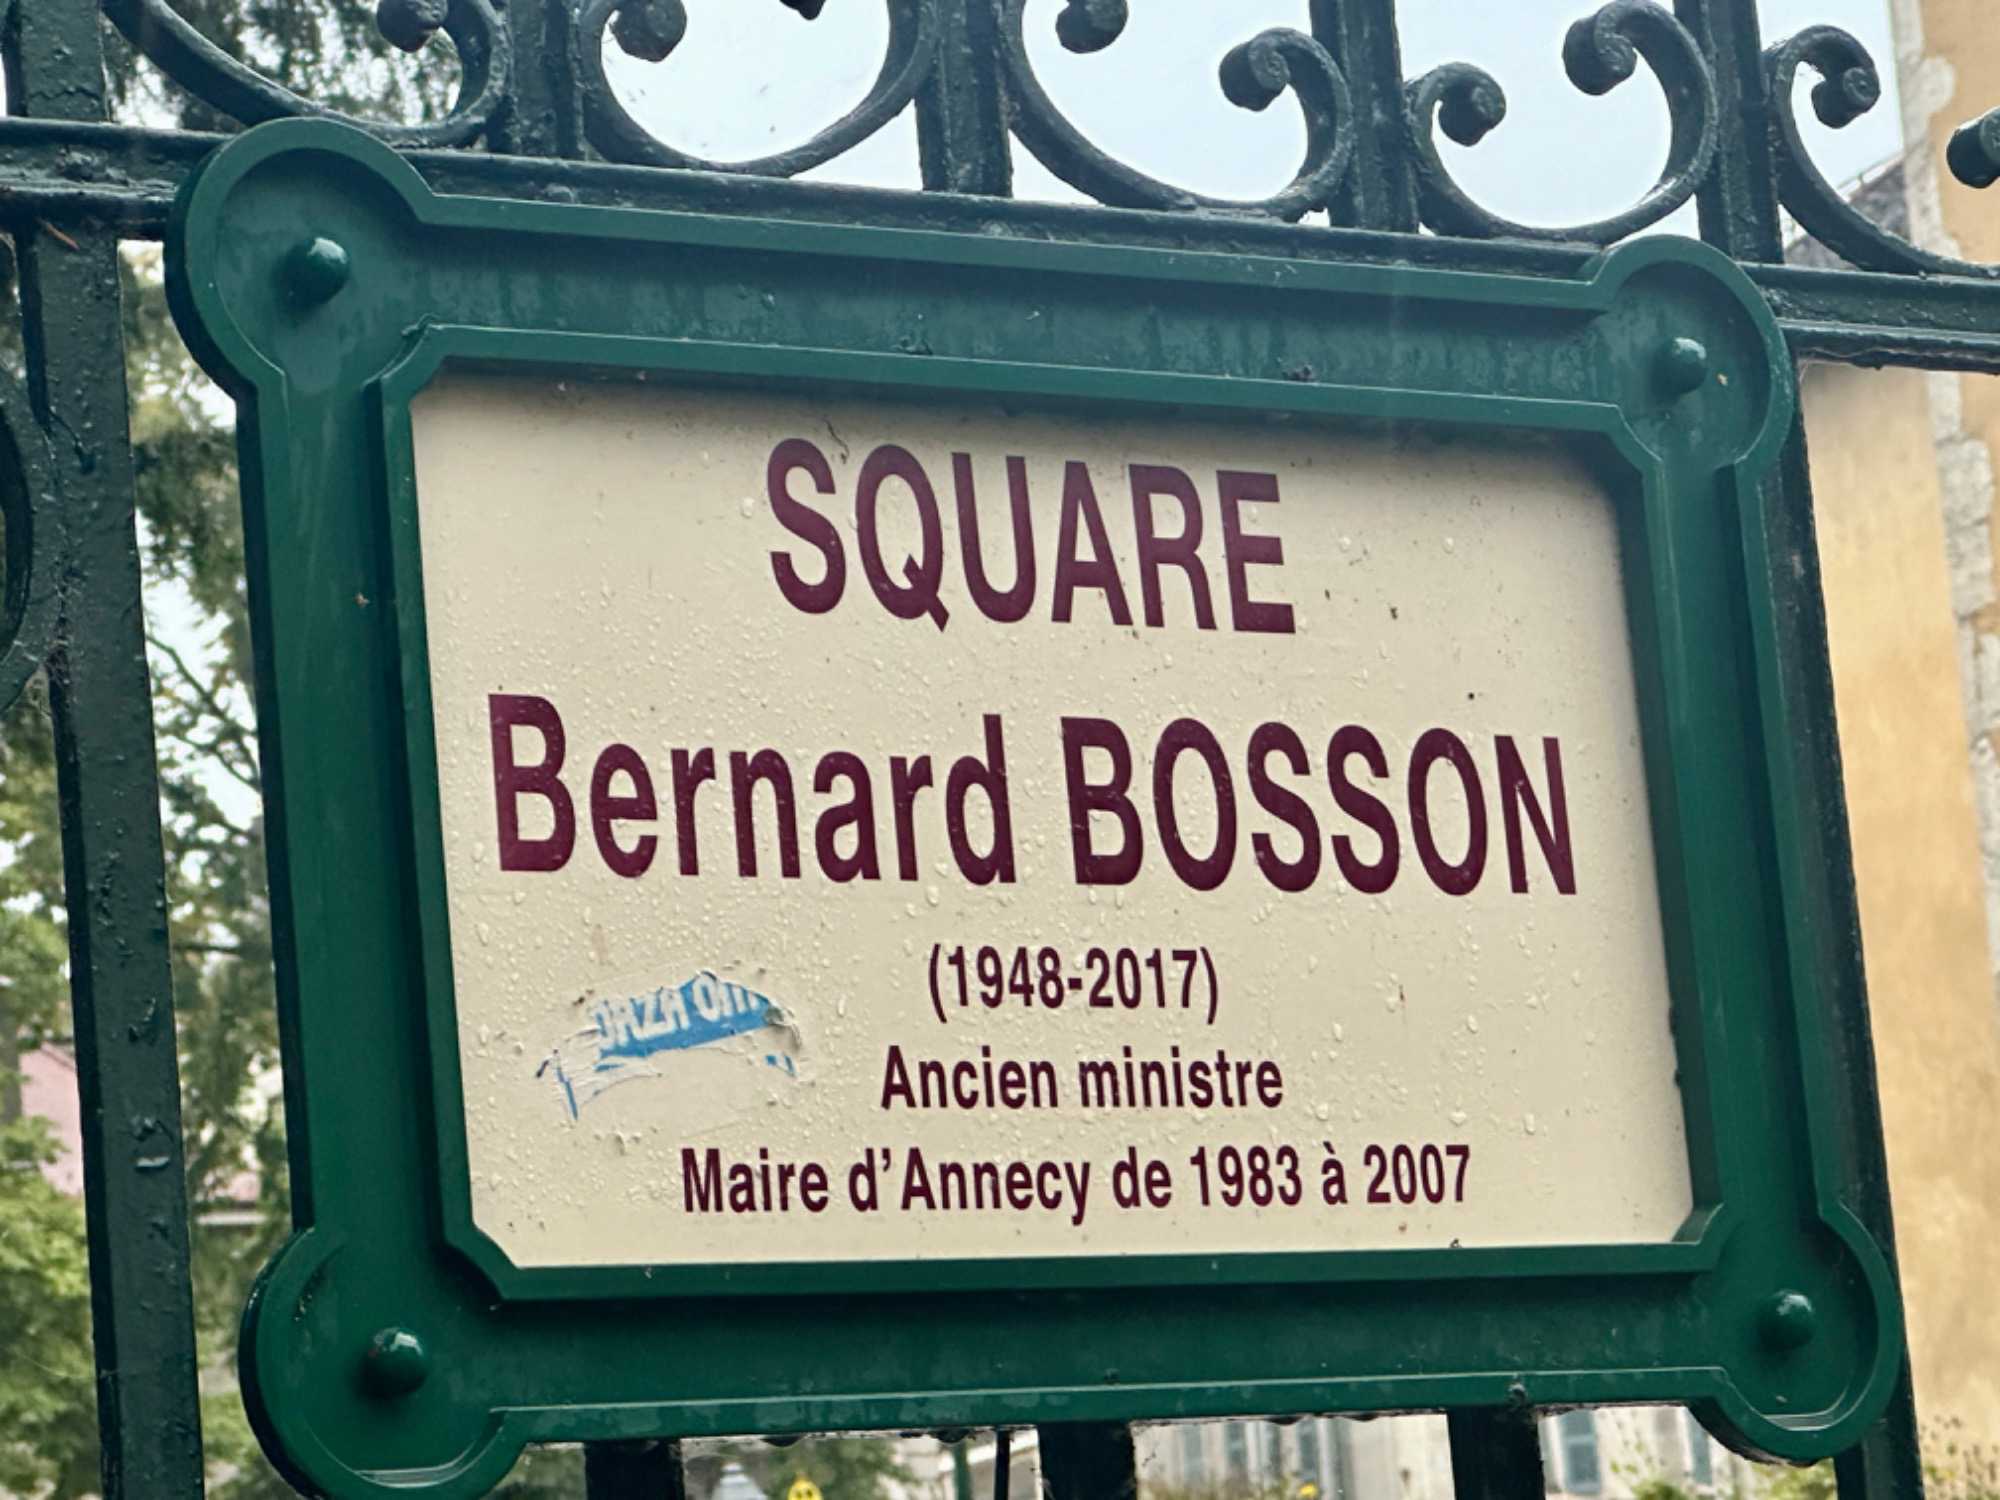 SQUARE
Bernard BOSSON
(1948-2017)
Ancien ministre
Maire d'Annecy de 1983 à 2007